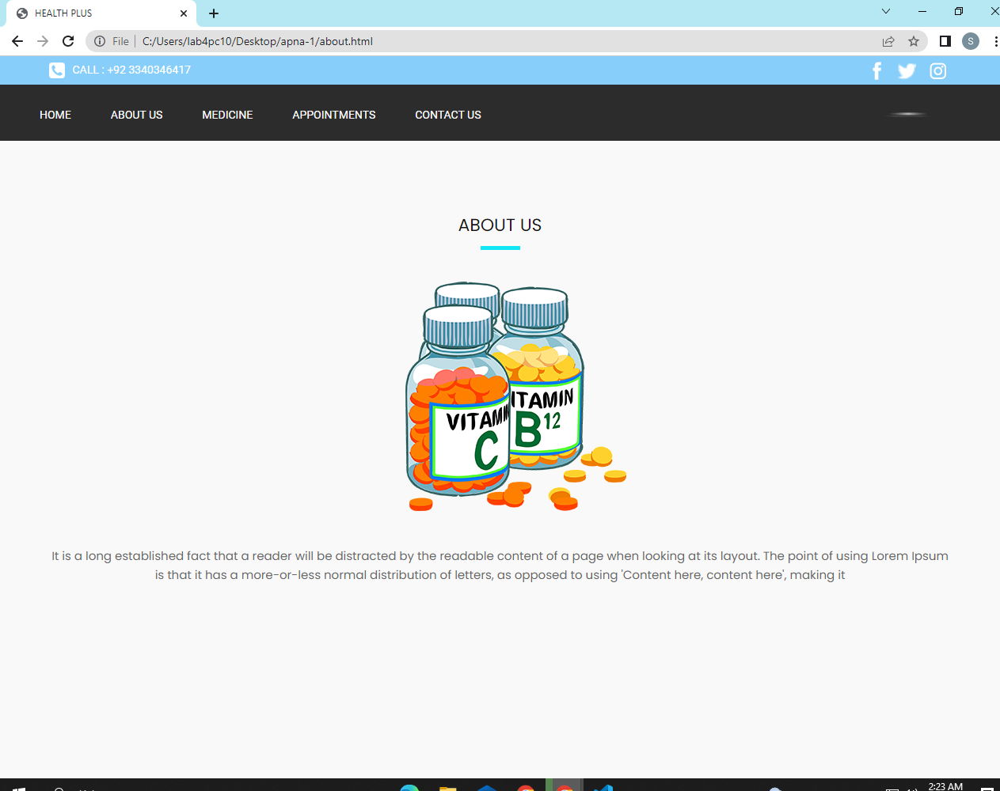 HEALTH PLUS
File
C:/Users/lab4pc10/Desktop/apna-1/about.html
S
CALL : +92 3340346417
HOME ABOUT US MEDICINE APPOINTMENTS CONTACT US
ABOUT US
VITAMIN
C
ITAMIN
B12
It is a long established fact that a reader will be distracted by the readable content of a page when looking at its layout. The point of using Lorem Ipsum
is that it has a more-or-less normal distribution of letters, as opposed to using 'Content here, content here', making it
2:23 AM